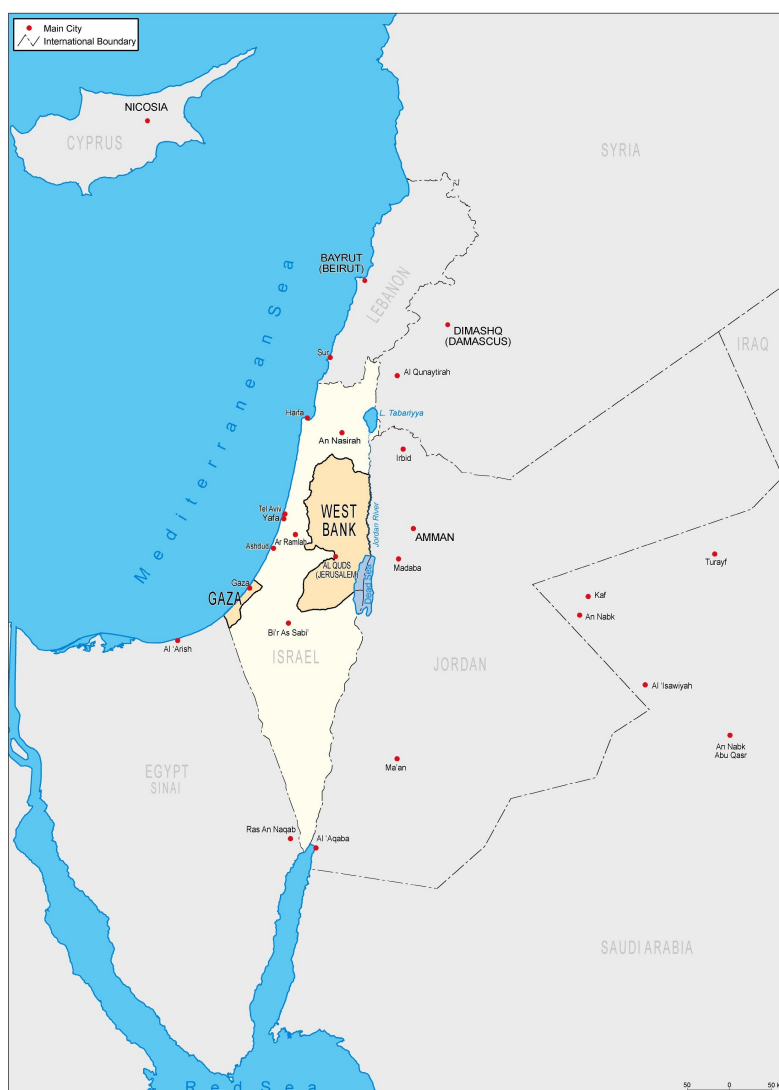 Main City
International Boundary
NICOSIA
CYPRUS
SYRIA
BAYRUT
(BEIRUT)
LEBANON
DIMASHQ
(DAMASCUS)
IRAQ
Mediterranean Sea
Sur
Al Qunaytirah
Haifa
L. Tabariyya
An Nasirah
Irbid
WEST
BANK
Jordan River
Tel Aviv
Yafa
AMMAN
Ar Ramlah
Ashdud
AL QUDS
(JERUSALEM)
Madaba
Turayf
Dead Sea
Gaza
GAZA
Kaf
An Nabk
Bi'r As Sabi'
Al 'Arish
ISRAEL
JORDAN
Al 'Isawiyah
An Nabk
Abu Qasr
Ma'an
EGYPT
SINAI
Ras An Naqab
Al 'Aqaba
SAUDI ARABIA
Red Sea
50 0 50